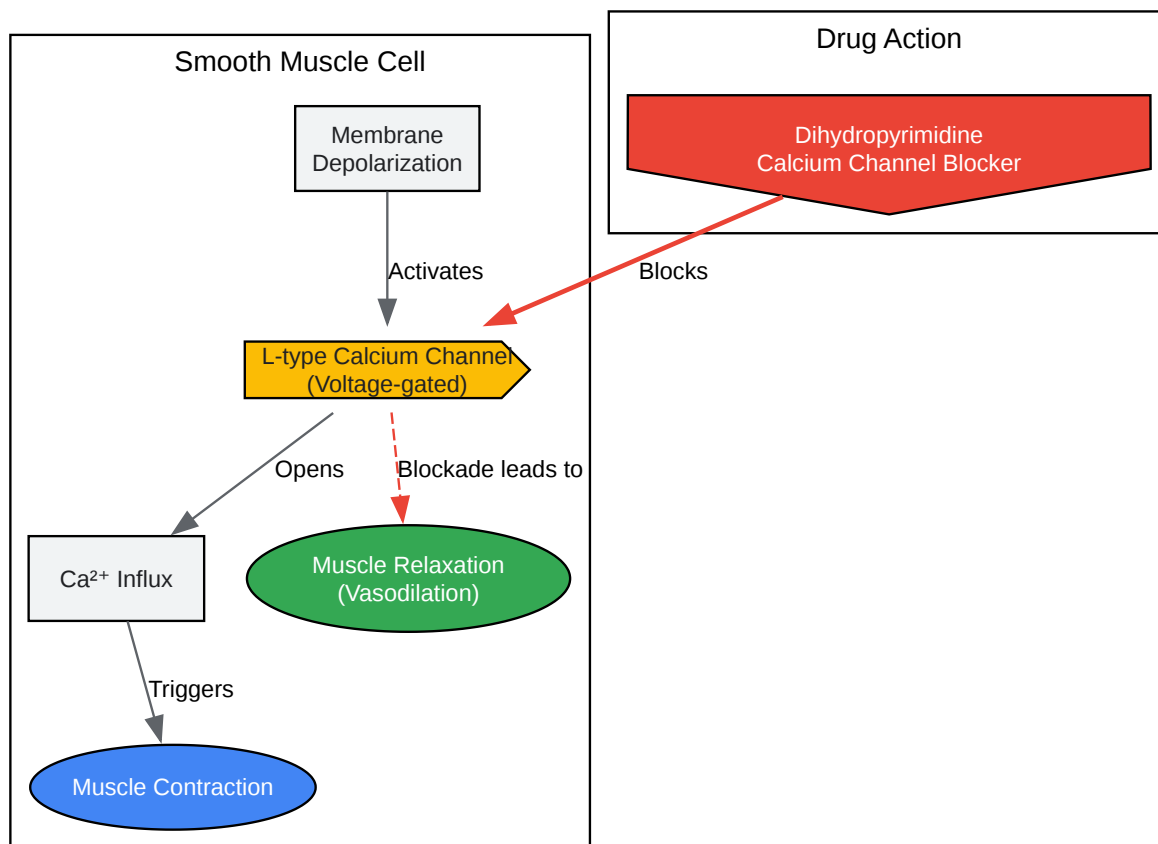 Smooth Muscle Cell
Drug Action
Membrane
Depolarization
Dihydropyrimidine
Calcium Channel Blocker
Activates
Blocks
L-type Calcium Channel
(Voltage-gated)
Opens
Blockade leads to
Ca²⁺ Influx
Muscle Relaxation
(Vasodilation)
Triggers
Muscle Contraction